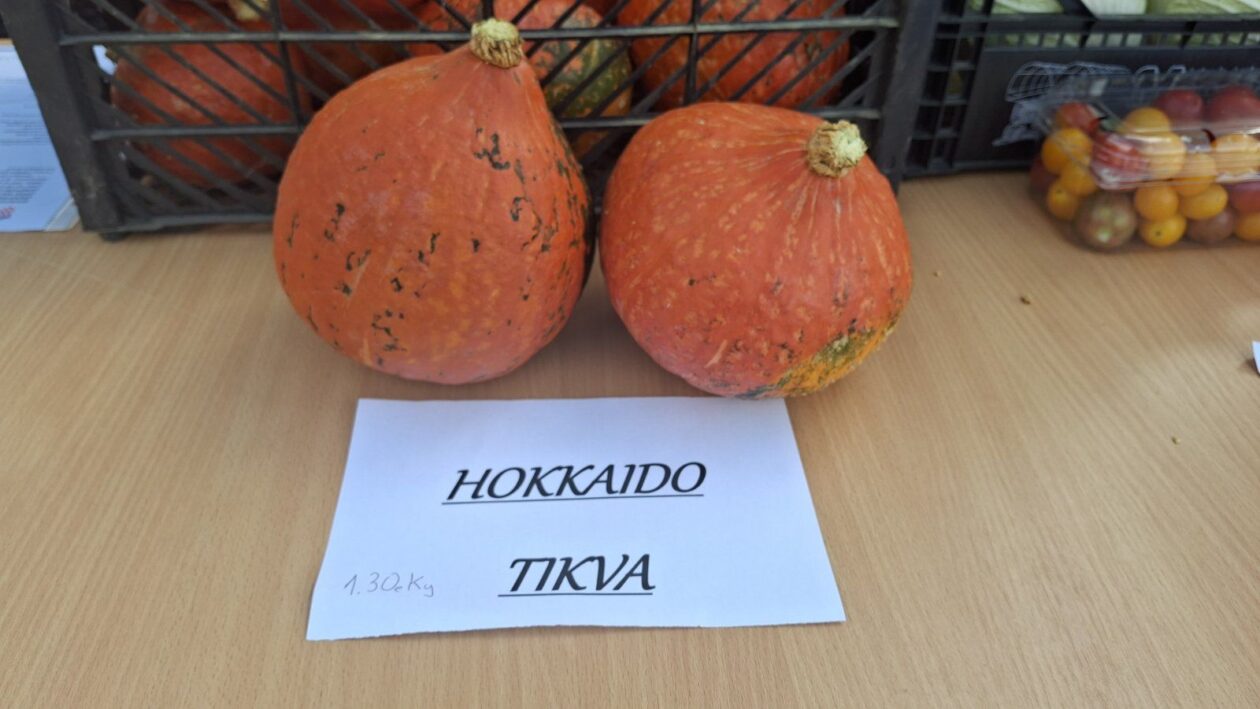 HOKKAIDO
TIKVA
1.30€Kg